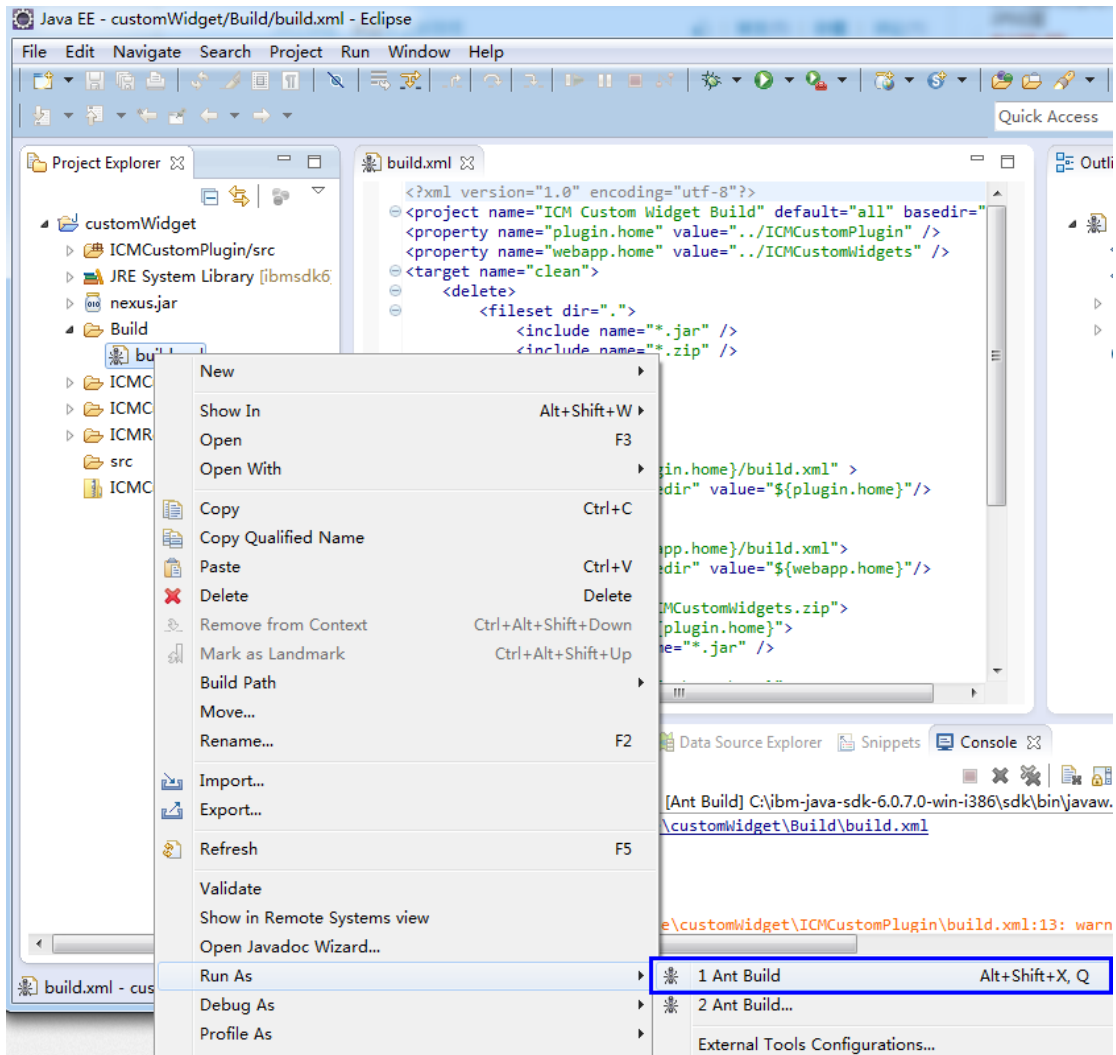 Java EE - customWidget/Build/build.xml - Eclipse
File Edit Navigate Search Project Run Window Help
Quick Access
Project Explorer
customWidget
ICMCustomPlugin/src
JRE System Library [ibmsdk6
nexus.jar
Build
ICMC
ICMC
ICMR
src
ICMC
build.xml
<?xml version="1.0" encoding="utf-8"?>
<project name="ICM Custom Widget Build" default="all" basedir="
<property name="plugin.home" value="../ICMCustomPlugin" />
<property name="webapp.home" value="../ICMCustomWidgets" />
<target name="clean">
<delete>
<fileset dir=".">
<include name="*.jar" />
<include name="*.zip" />
gin.home}/build.xml" >
edir" value="${plugin.home}"/>
app.home}/build.xml">
edir" value="${webapp.home}"/>
ICMCustomWidgets.zip">
{plugin.home}">
me="*.jar" />
Outli
New
Show In Alt+Shift+W
Open F3
Open With
Copy Ctrl+C
Copy Qualified Name
Paste Ctrl+V
Delete Delete
Remove from Context Ctrl+Alt+Shift+Down
Mark as Landmark Ctrl+Alt+Shift+Up
Build Path
Move...
Rename... F2
Import...
Export...
Refresh F5
Validate
Show in Remote Systems view
Open Javadoc Wizard...
Run As
Debug As
Profile As
1 Ant Build Alt+Shift+X, Q
2 Ant Build...
External Tools Configurations...
Data Source Explorer Snippets Console
[Ant Build] C:\ibm-java-sdk-6.0.7.0-win-i386\sdk\bin\javaw.
\customWidget\Build\build.xml
e\customWidget\ICMCustomPlugin\build.xml:13: warn
build.xml - cus